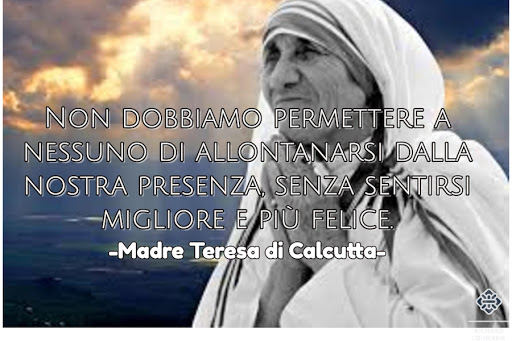 NON DOBBIAMO PERMETTERE A
NESSUNO DI ALLONTANARSI DALLA
NOSTRA PRESENZA, SENZA SENTIRSI
MIGLIORE E PIÙ FELICE.
-Madre Teresa di Calcutta-